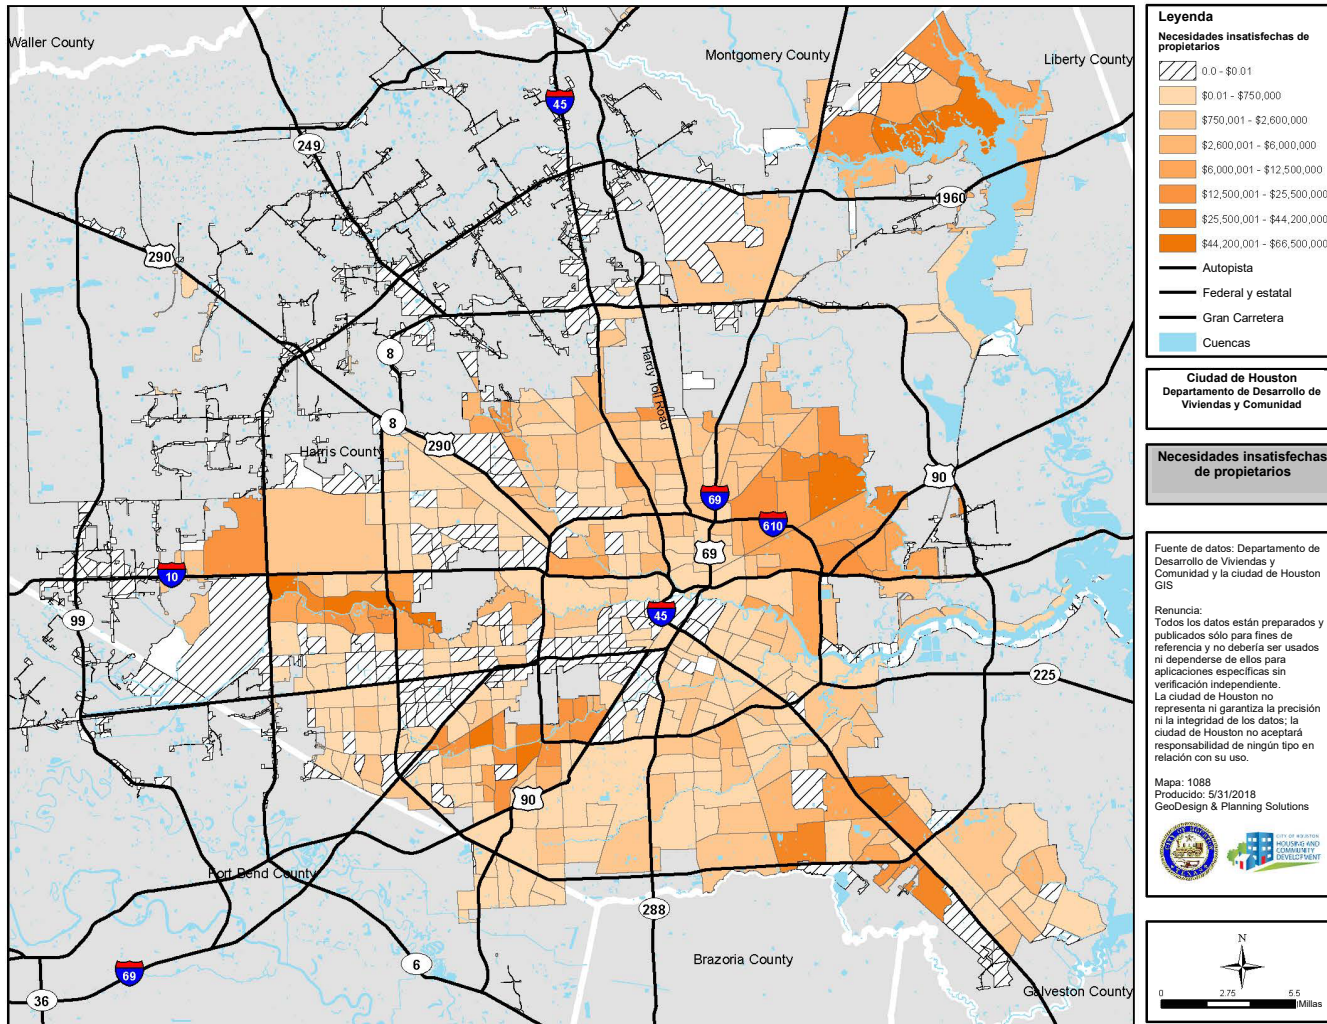 Waller County
Montgomery County
Liberty County
45
249
1960
290
8
Hardy Toll Road
8
290
Harris County
90
69
610
69
10
45
99
225
90
Fort Bend County
288
6
Brazoria County
69
36
Galveston County
Leyenda
Necesidades insatisfechas de
propietarios
0.0 - $0.01
$0.01 - $750,000
$750,001 - $2,600,000
$2,600,001 - $6,000,000
$6,000,001 - $12,500,000
$12,500,001 - $25,500,000
$25,500,001 - $44,200,000
$44,200,001 - $66,500,000
Autopista
Federal y estatal
Gran Carretera
Cuencas
Ciudad de Houston
Departamento de Desarrollo de
Viviendas y Comunidad
Necesidades insatisfechas
de propietarios
Fuente de datos: Departamento de
Desarrollo de Viviendas y
Comunidad y la ciudad de Houston
GIS
Renuncia:
Todos los datos están preparados y
publicados sólo para fines de
referencia y no debería ser usados
ni dependerse de ellos para
aplicaciones específicas sin
verificación independiente.
La ciudad de Houston no
representa ni garantiza la precisión
ni la integridad de los datos; la
ciudad de Houston no aceptará
responsabilidad de ningún tipo en
relación con su uso.
Mapa: 1088
Producido: 5/31/2018
GeoDesign & Planning Solutions
CITY OF HOUSTON
HOUSING AND
COMMUNITY
DEVELOPMENT
N
0 2.75 5.5
Millas